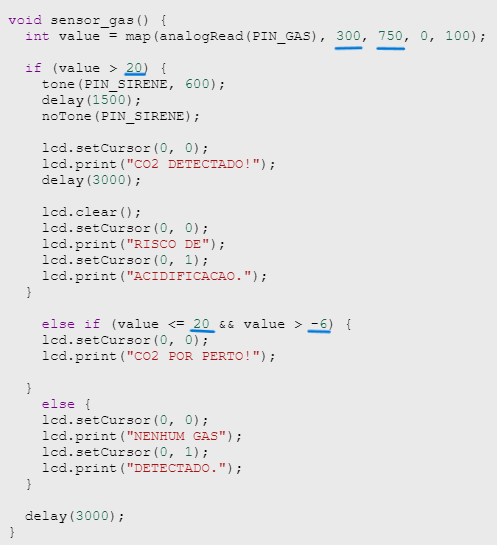 void sensor_gas() {
  int value = map(analogRead(PIN_GAS), 300, 750, 0, 100);

  if (value > 20) {
    tone(PIN_SIRENE, 600);
    delay(1500);
    noTone(PIN_SIRENE);

    lcd.setCursor(0, 0);
    lcd.print("CO2 DETECTADO!");
    delay(3000);

    lcd.clear();
    lcd.setCursor(0, 0);
    lcd.print("RISCO DE");
    lcd.setCursor(0, 1);
    lcd.print("ACIDIFICACAO.");
  }

    else if (value <= 20 && value > -6) {
    lcd.setCursor(0, 0);
    lcd.print("CO2 POR PERTO!");

  }
    else {
    lcd.setCursor(0, 0);
    lcd.print("NENHUM GAS");
    lcd.setCursor(0, 1);
    lcd.print("DETECTADO.");
  }

  delay(3000);
}